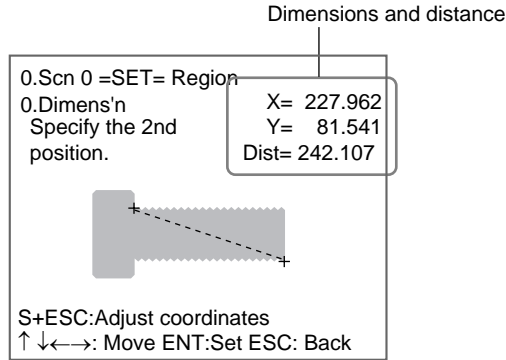 Dimensions and distance
0.Scn 0 =SET= Region
0.Dimens'n
Specify the 2nd
position.
X= 227.962
Y= 81.541
Dist= 242.107
S+ESC:Adjust coordinates
↑ ↓←→: Move ENT:Set ESC: Back